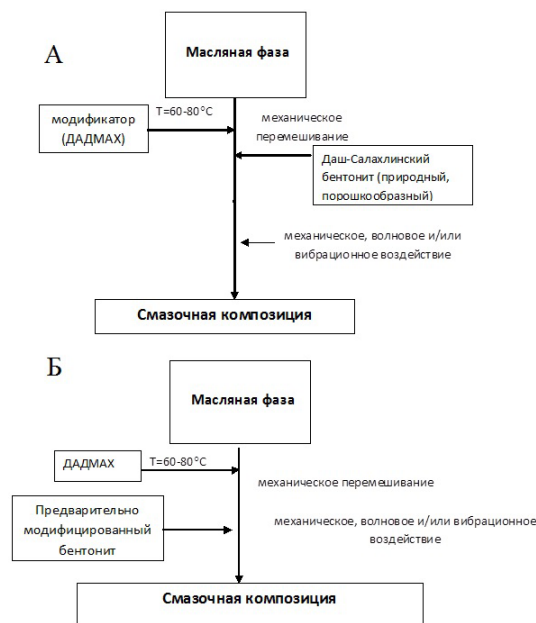 А
Масляная фаза
T=60-80°С
модификатор
(ДАДМАХ)
механическое
перемешивание
Даш-Салахлинский
бентонит (природный,
порошкообразный)
механическое, волновое и/или
вибрационное воздействие
Смазочная композиция
Б
Масляная фаза
ДАДМАХ
T=60-80°С
механическое перемешивание
Предварительно
модифицированный
бентонит
механическое, волновое и/или вибрационное
воздействие
Смазочная композиция